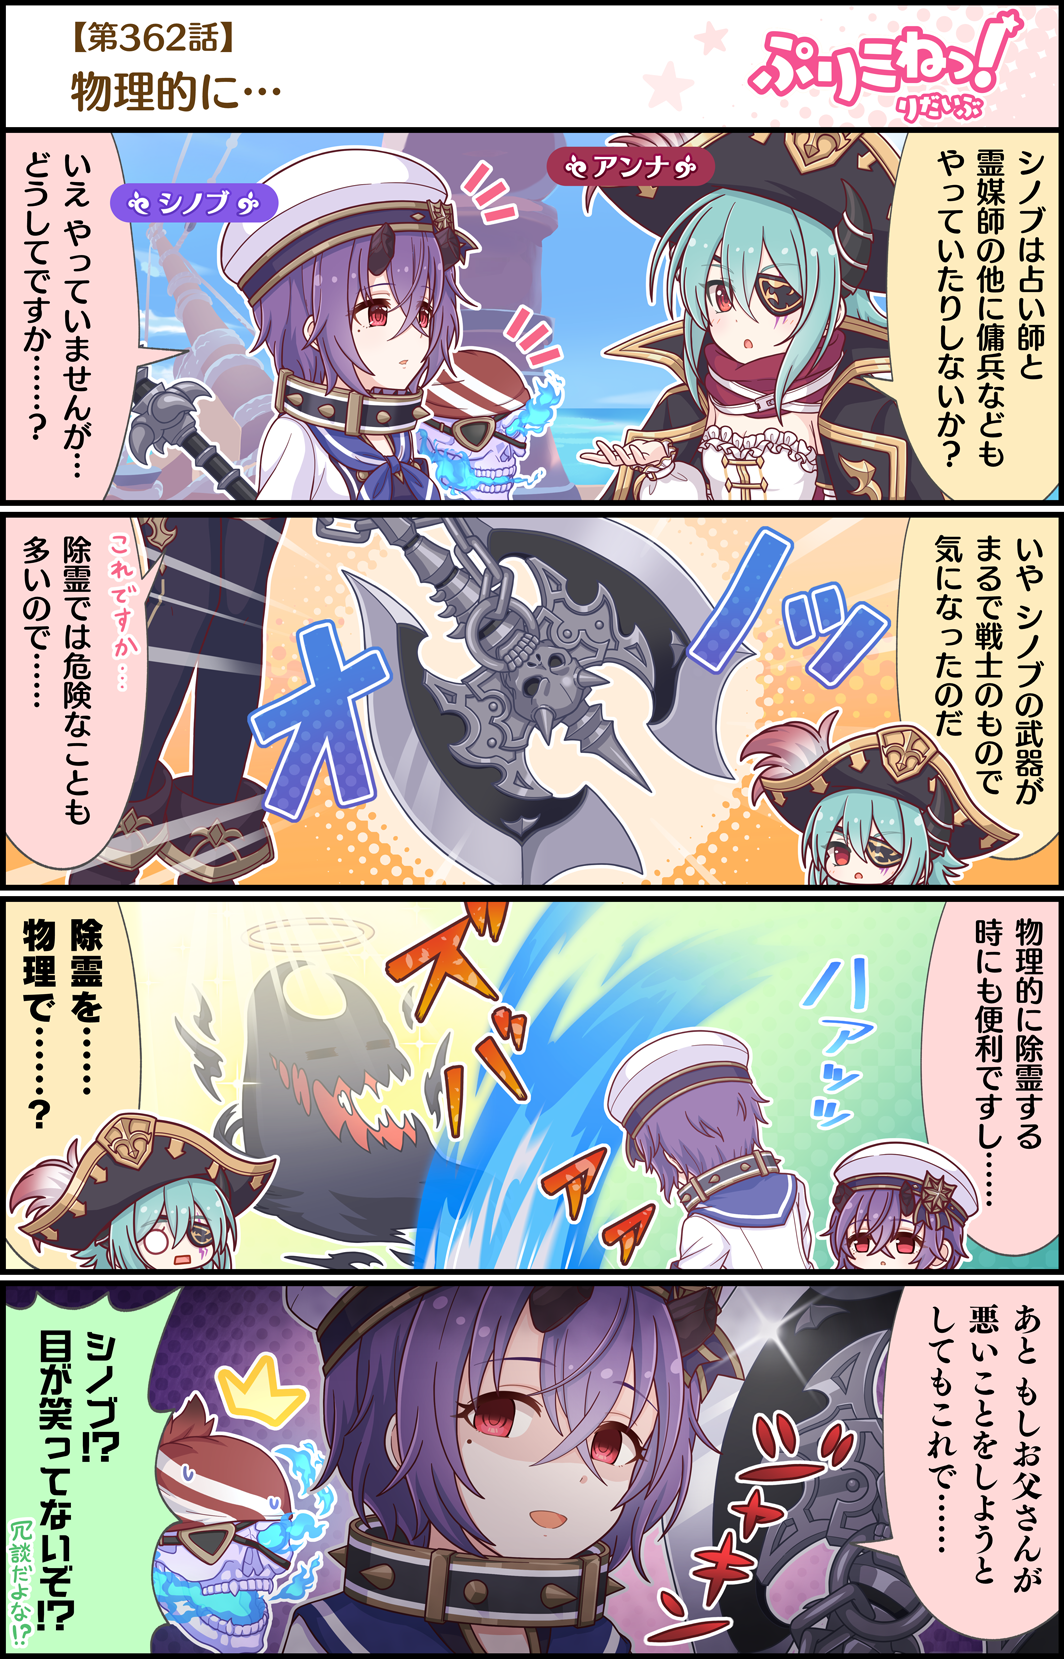 【第362話】
物理的に…
ぷりこねっ!
りだいぶ
アンナ
シノブは占い師と
霊媒師の他に傭兵なども
やっていたりしないか?
シノブ
いえ やっていませんが…
どうしてですか……?
いや シノブの武器が
まるで戦士のもので
気になったのだ
ノッ
オ
これですか…
除霊では危険なことも
多いので……
物理的に除霊する
時にも便利ですし……
ハァッッ
ズバァァ
除霊を……
物理で……?
あと もしお父さんが
悪いことをしようと
してもこれで……
ジャキン
シノブ!?
目が笑ってないぞ!?
冗談だよな!?